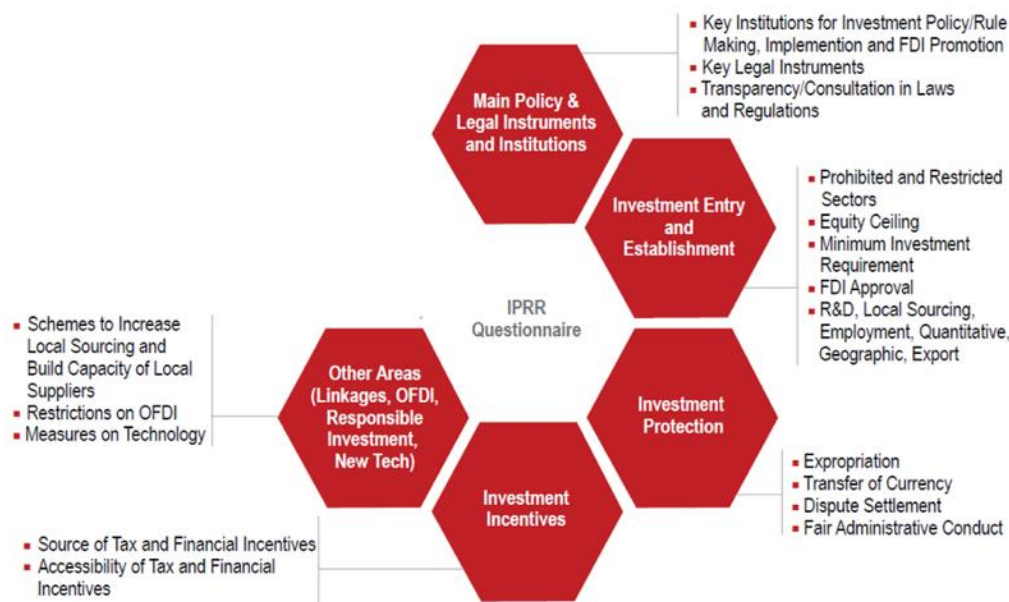 Key Institutions for Investment Policy/Rule
Making, Implemention and FDI Promotion
Key Legal Instruments
Transparency/Consultation in Laws
and Regulations
Main Policy &
Legal Instruments
and Institutions
Investment Entry
and
Establishment
Prohibited and Restricted
Sectors
Equity Ceiling
Minimum Investment
Requirement
FDI Approval
R&D, Local Sourcing,
Employment, Quantitative,
Geographic, Export
IPRR
Questionnaire
Schemes to Increase
Local Sourcing and
Build Capacity of Local
Suppliers
Restrictions on OFDI
Measures on Technology
Other Areas
(Linkages, OFDI,
Responsible
Investment,
New Tech)
Investment
Protection
Expropriation
Transfer of Currency
Dispute Settlement
Fair Administrative Conduct
Investment
Incentives
Source of Tax and Financial Incentives
Accessibility of Tax and Financial
Incentives